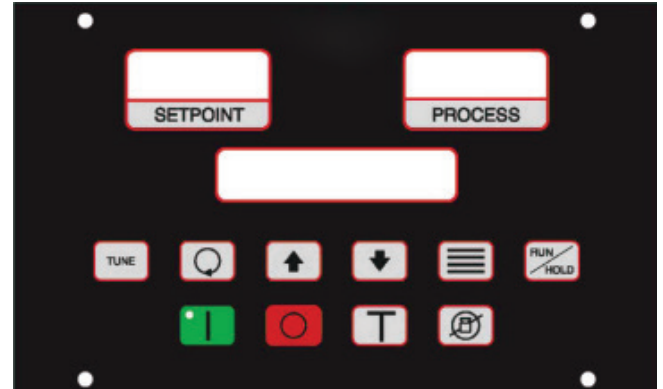 SETPOINT
PROCESS
TUNE
RUN
HOLD
T